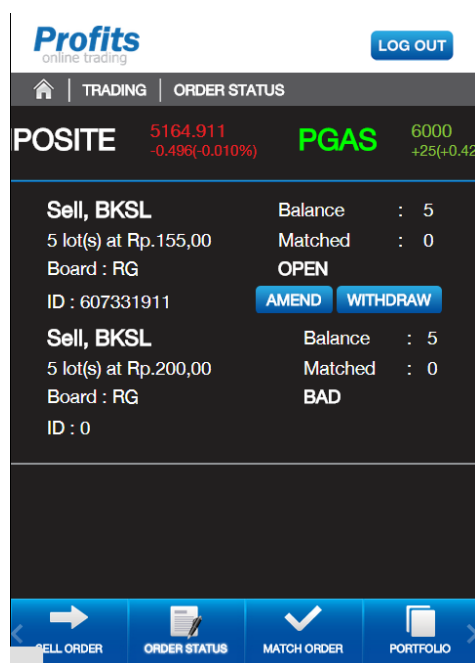 Profits
online trading
LOG OUT
TRADING | ORDER STATUS
POSITE 5164.911 PGAS 6000
-0.496(-0.010%) +25(+0.42
Sell, BKSL Balance : 5
5 lot(s) at Rp.155,00 Matched : 0
Board : RG OPEN
ID : 607331911 AMEND WITHDRAW
Sell, BKSL Balance : 5
5 lot(s) at Rp.200,00 Matched : 0
Board : RG BAD
ID : 0
ORDER ORDER STATUS MATCH ORDER PORTFOLIO